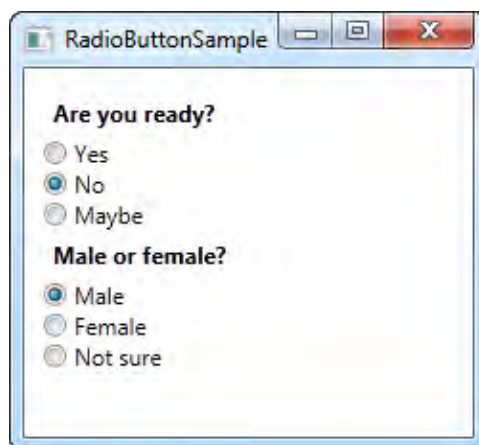 RadioButtonSample
Are you ready?
Yes
No
Maybe
Male or female?
Male
Female
Not sure